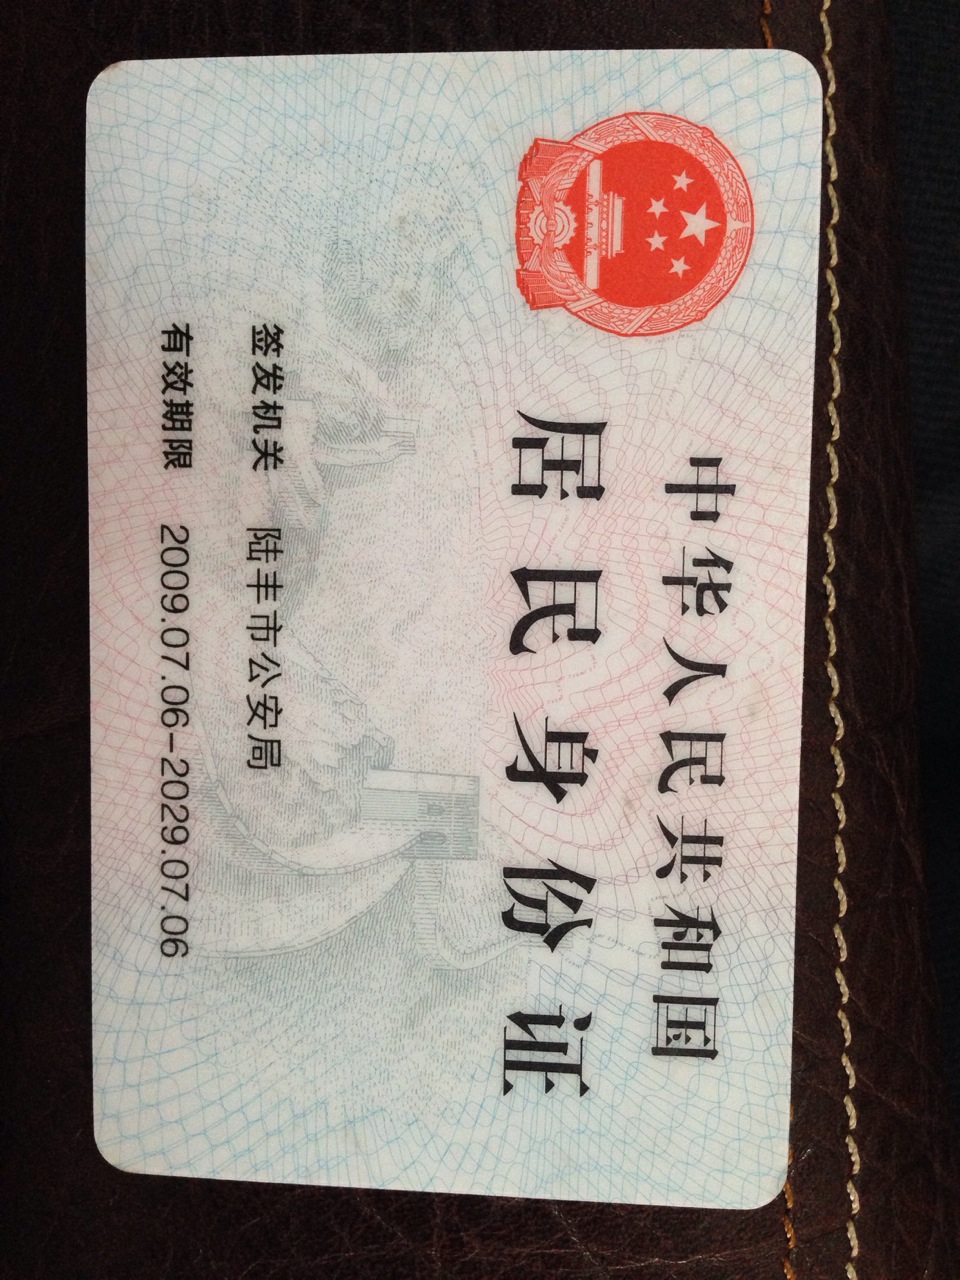 中华人民共和国
居民身份证
签发机关 陆丰市公安局
有效期限 2009.07.06-2029.07.06